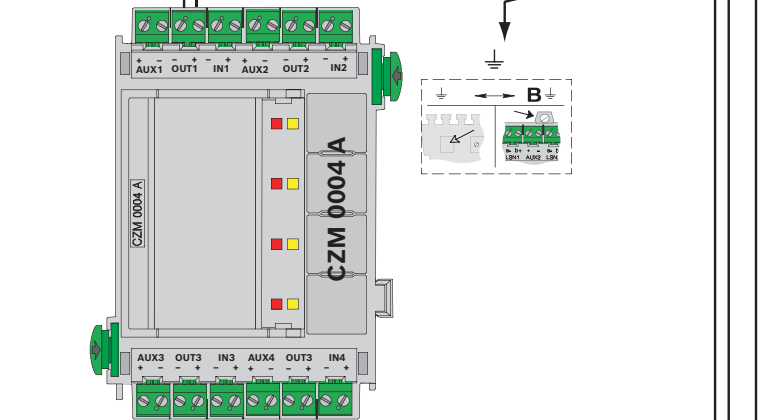 + - - + - + + - - + - +
AUX1 OUT1 IN1 AUX2 OUT2 IN2
B
a- b+ + - a- b
LSN1 AUX2 LSN
CZM 0004 A
CZM 0004 A
AUX3 OUT3 IN3 AUX4 OUT3 IN4
+ - - + - + + - - + - +